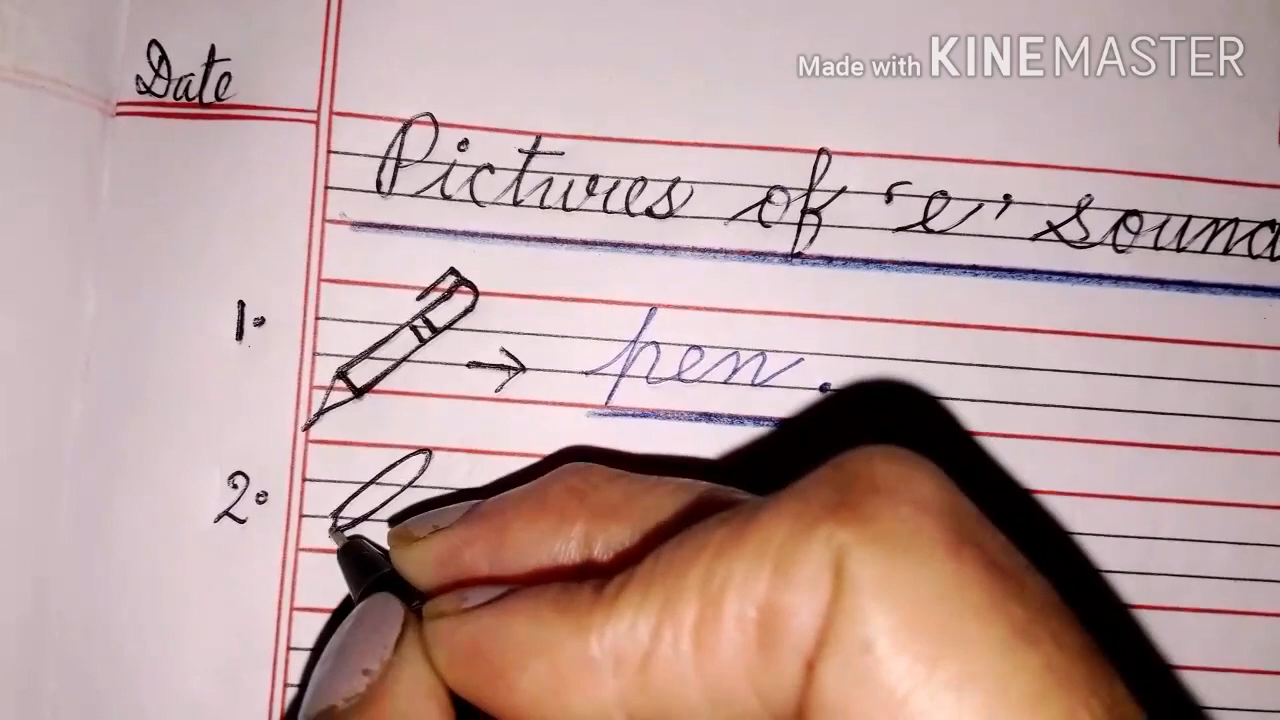 Made with KINEMASTER
Date
Pictures of 'e' sound
1. → pen.
2.